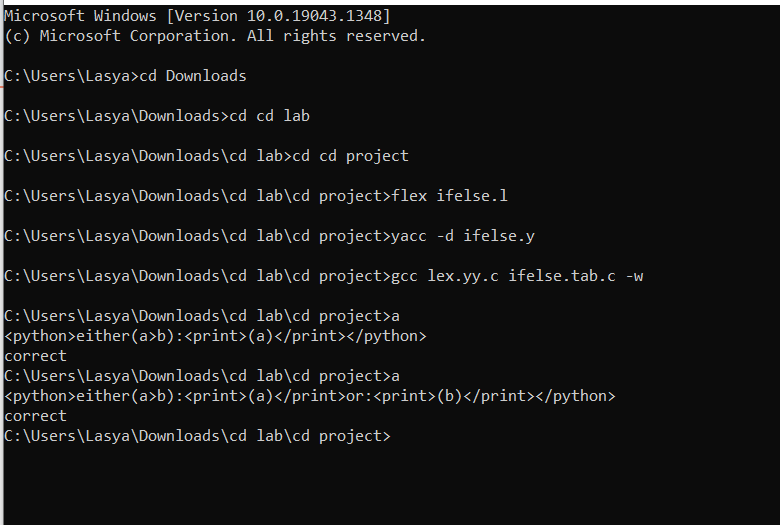 Microsoft Windows [Version 10.0.19043.1348]
(c) Microsoft Corporation. All rights reserved.
C:\Users\Lasya>cd Downloads
C:\Users\Lasya\Downloads>cd cd lab
C:\Users\Lasya\Downloads\cd lab>cd cd project
C:\Users\Lasya\Downloads\cd lab\cd project>flex ifelse.l
C:\Users\Lasya\Downloads\cd lab\cd project>yacc -d ifelse.y
C:\Users\Lasya\Downloads\cd lab\cd project>gcc lex.yy.c ifelse.tab.c -w
C:\Users\Lasya\Downloads\cd lab\cd project>a
<python>either(a>b):<print>(a)</print></python>
correct
C:\Users\Lasya\Downloads\cd lab\cd project>a
<python>either(a>b):<print>(a)</print>or:<print>(b)</print></python>
correct
C:\Users\Lasya\Downloads\cd lab\cd project>